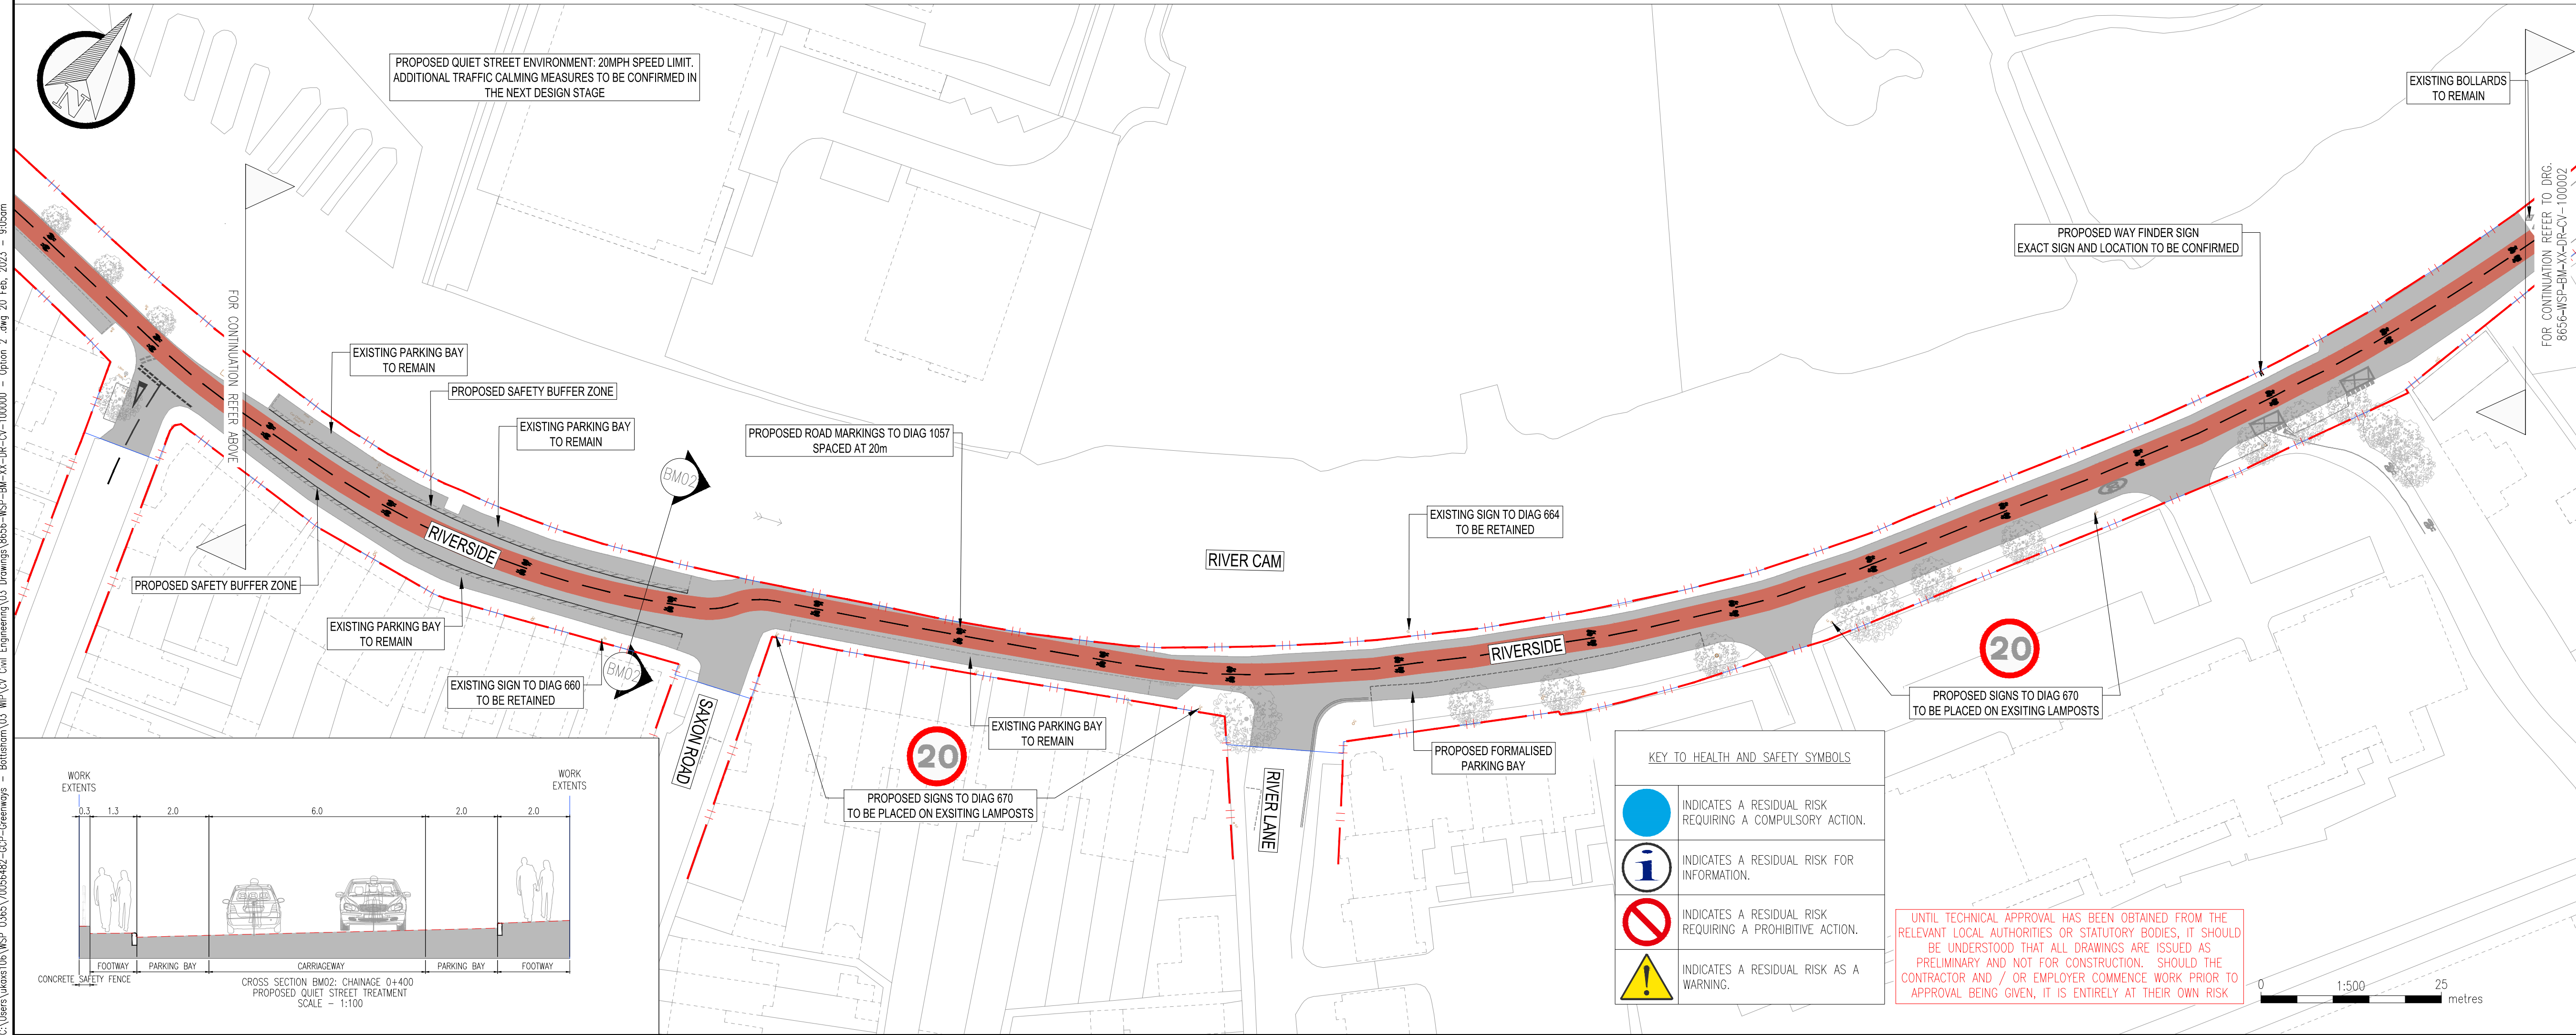 PROPOSED QUIET STREET ENVIRONMENT: 20MPH SPEED LIMIT.
ADDITIONAL TRAFFIC CALMING MEASURES TO BE CONFIRMED IN
THE NEXT DESIGN STAGE
N
EXISTING BOLLARDS
TO REMAIN
FOR CONTINUATION REFER TO DRG.
8656-WSP-BM-XX-DR-CV-100002
PROPOSED WAY FINDER SIGN
EXACT SIGN AND LOCATION TO BE CONFIRMED
FOR CONTINUATION REFER ABOVE
EXISTING PARKING BAY
TO REMAIN
PROPOSED SAFETY BUFFER ZONE
EXISTING PARKING BAY
TO REMAIN
PROPOSED ROAD MARKINGS TO DIAG 1057
SPACED AT 20m
BM02
EXISTING SIGN TO DIAG 664
TO BE RETAINED
RIVER CAM
RIVERSIDE
PROPOSED SAFETY BUFFER ZONE
EXISTING PARKING BAY
TO REMAIN
EXISTING SIGN TO DIAG 660
TO BE RETAINED
BM02
SAXON ROAD
EXISTING PARKING BAY
TO REMAIN
20
PROPOSED SIGNS TO DIAG 670
TO BE PLACED ON EXSITING LAMPOSTS
RIVER LANE
RIVERSIDE
PROPOSED FORMALISED
PARKING BAY
20
PROPOSED SIGNS TO DIAG 670
TO BE PLACED ON EXSITING LAMPOSTS
WORK
EXTENTS
WORK
EXTENTS
0.3 1.3 2.0 6.0 2.0 2.0
FOOTWAY PARKING BAY CARRIAGEWAY PARKING BAY FOOTWAY
CONCRETE SAFETY FENCE
CROSS SECTION BM02: CHAINAGE 0+400
PROPOSED QUIET STREET TREATMENT
SCALE - 1:100
KEY TO HEALTH AND SAFETY SYMBOLS
INDICATES A RESIDUAL RISK
REQUIRING A COMPULSORY ACTION.
i
INDICATES A RESIDUAL RISK FOR
INFORMATION.
INDICATES A RESIDUAL RISK
REQUIRING A PROHIBITIVE ACTION.
!
INDICATES A RESIDUAL RISK AS A
WARNING.
UNTIL TECHNICAL APPROVAL HAS BEEN OBTAINED FROM THE
RELEVANT LOCAL AUTHORITIES OR STATUTORY BODIES, IT SHOULD
BE UNDERSTOOD THAT ALL DRAWINGS ARE ISSUED AS
PRELIMINARY AND NOT FOR CONSTRUCTION. SHOULD THE
CONTRACTOR AND / OR EMPLOYER COMMENCE WORK PRIOR TO
APPROVAL BEING GIVEN, IT IS ENTIRELY AT THEIR OWN RISK
0 1:500 25
metres